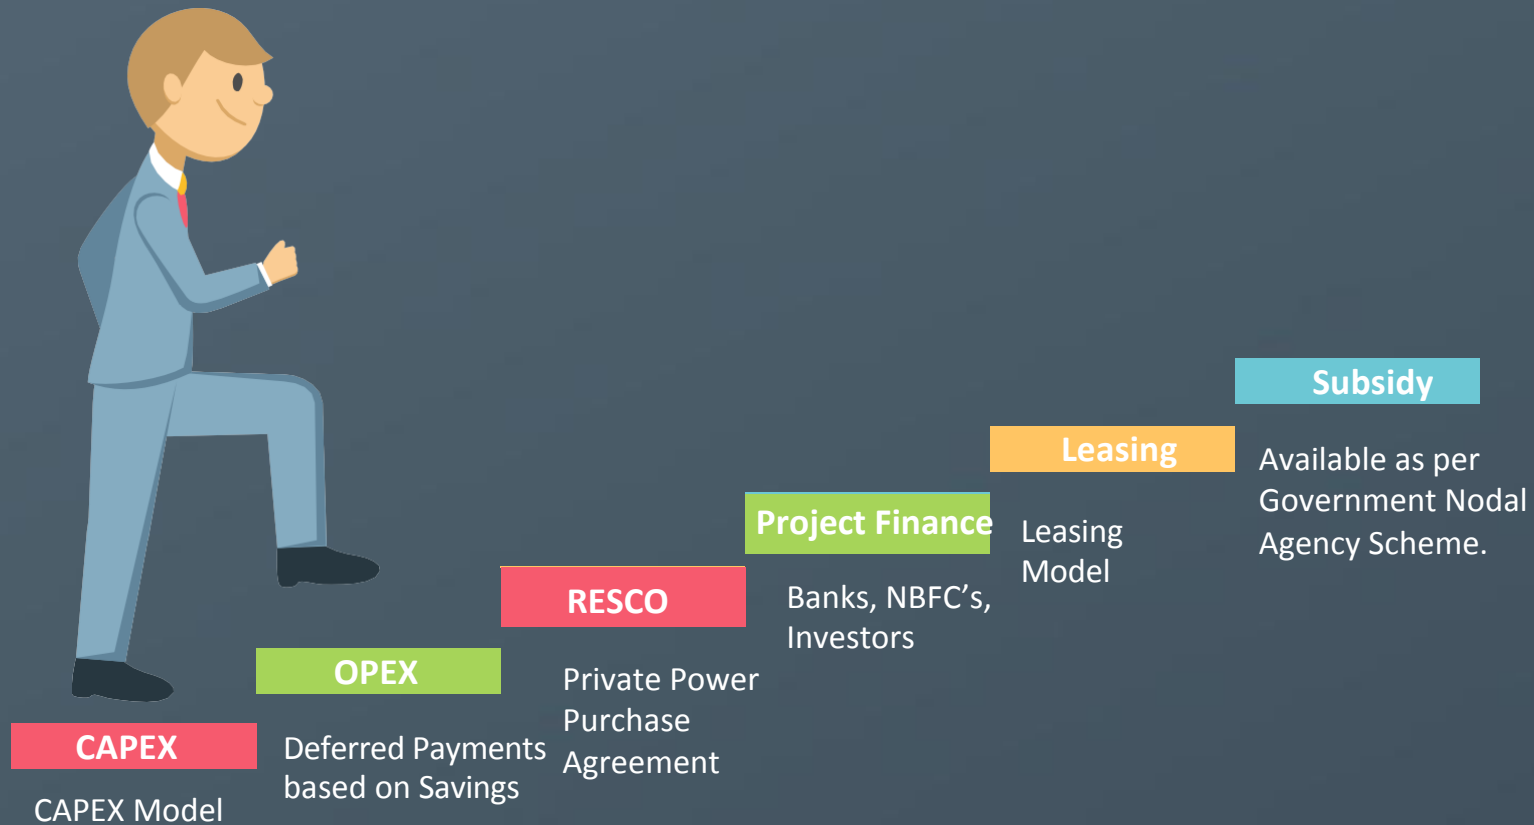 CAPEX
CAPEX Model
OPEX
Deferred Payments
based on Savings
RESCO
Private Power
Purchase
Agreement
Project Finance
Banks, NBFC’s,
Investors
Leasing
Leasing
Model
Subsidy
Available as per
Government Nodal
Agency Scheme.